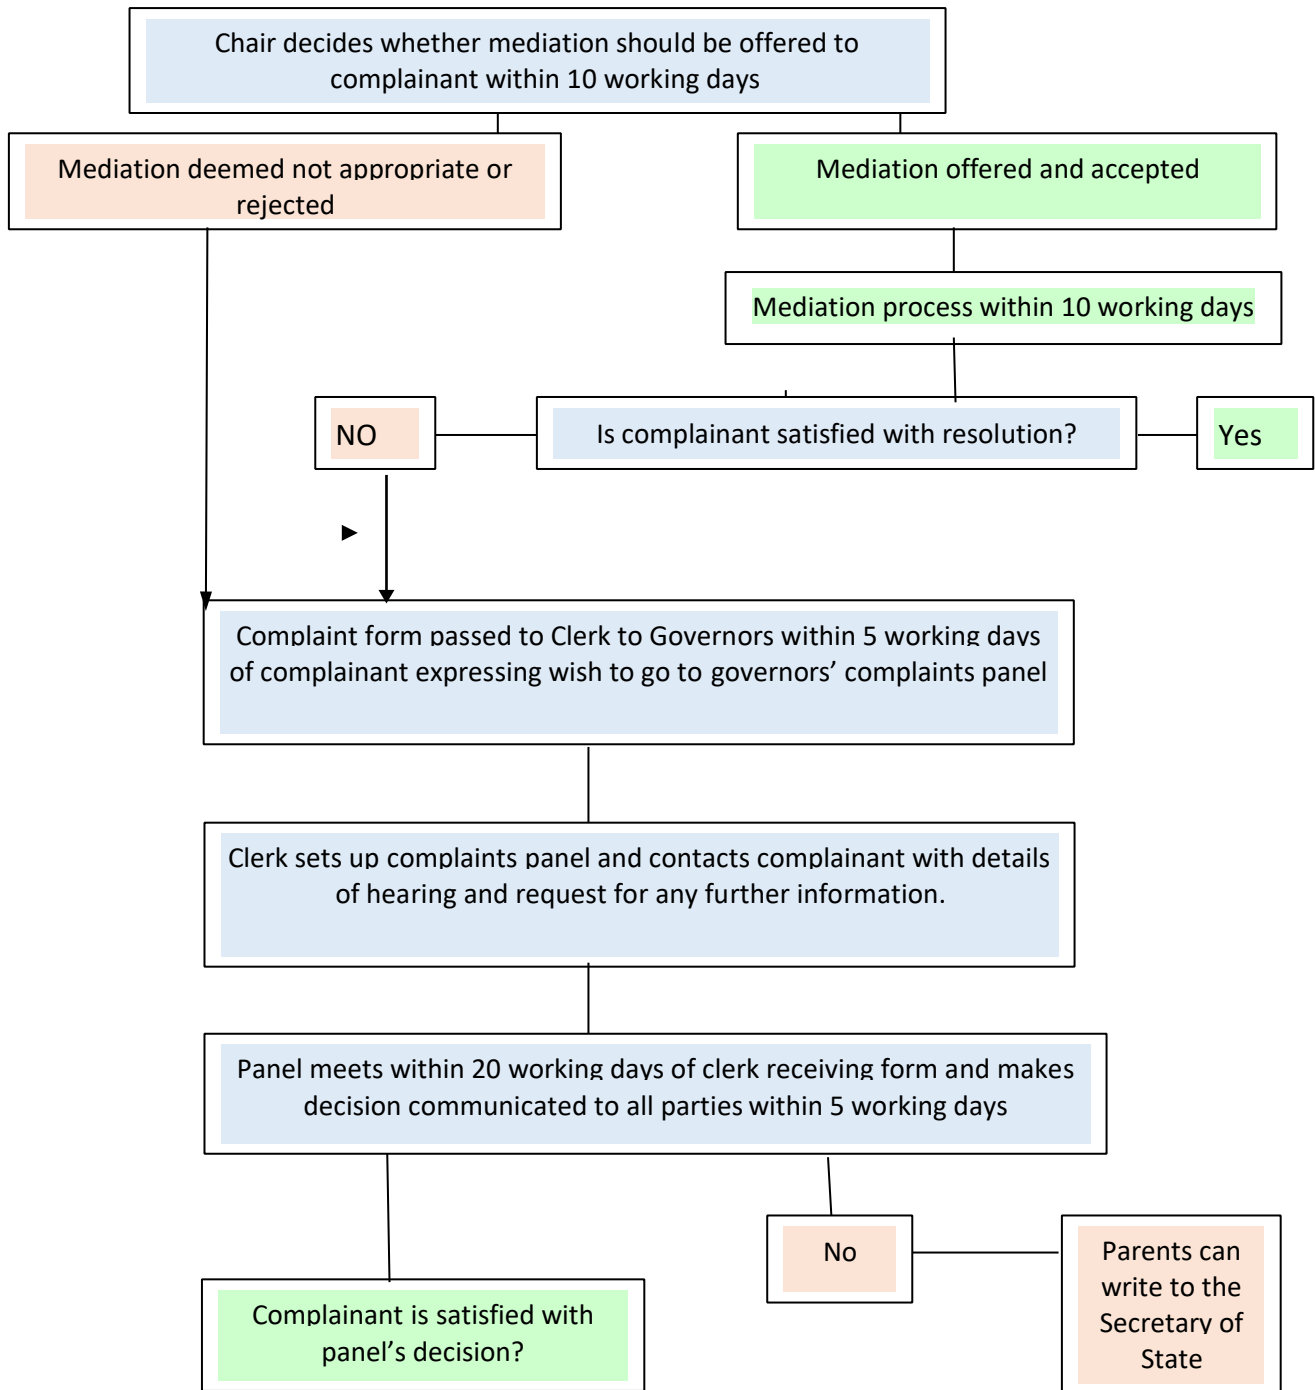 Chair decides whether mediation should be offered to
complainant within 10 working days
Mediation deemed not appropriate or
rejected
Mediation offered and accepted
Mediation process within 10 working days
NO
Is complainant satisfied with resolution?
Yes
Complaint form passed to Clerk to Governors within 5 working days
of complainant expressing wish to go to governors’ complaints panel
Clerk sets up complaints panel and contacts complainant with details
of hearing and request for any further information.
Panel meets within 20 working days of clerk receiving form and makes
decision communicated to all parties within 5 working days
No
Parents can
write to the
Secretary of
State
Complainant is satisfied with
panel’s decision?